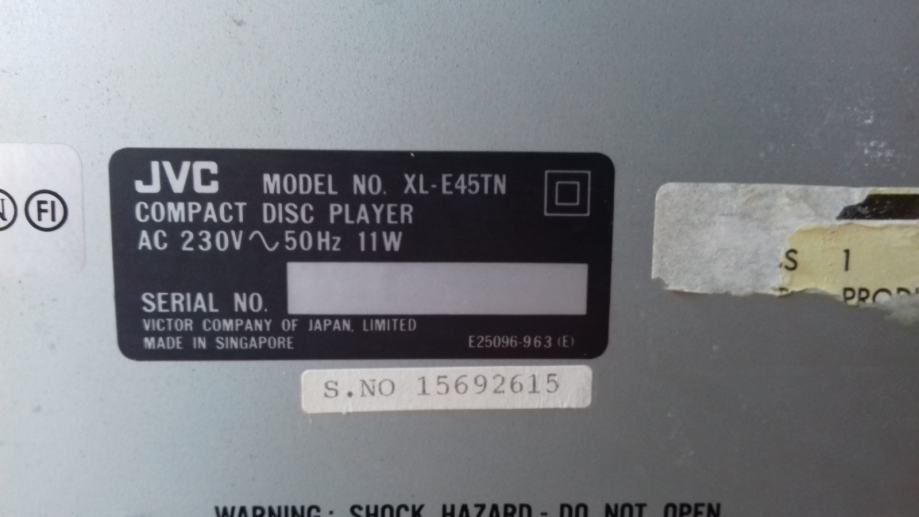 JVC MODEL NO. XL-E45TN
COMPACT DISC PLAYER
AC 230V ~ 50Hz 11W
SERIAL NO.
VICTOR COMPANY OF JAPAN, LIMITED
MADE IN SINGAPORE E25096-963 (E)
S.NO 15692615
N FI
S 1
WARNING: SHOCK HAZARD - DO NOT OPEN